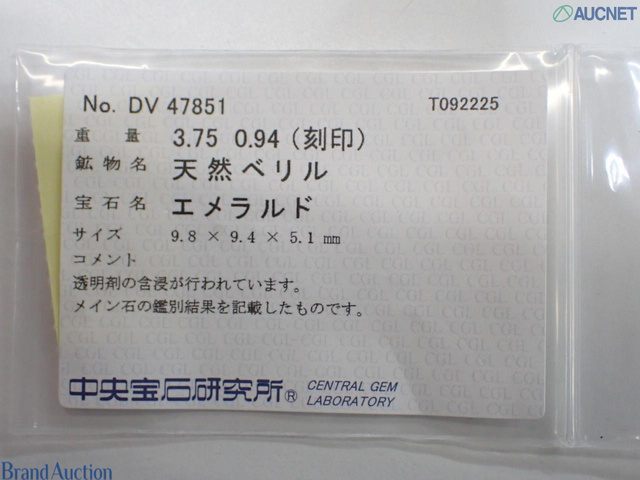 AUCNET
No. DV 47851 T092225
重量 3.75 0.94 (刻印)
鉱物名 天然ベリル
宝石名 エメラルド
サイズ 9.8 × 9.4 × 5.1 mm
コメント
透明剤の含浸が行われています。
メイン石の鑑別結果を記載したものです。
中央宝石研究所® CENTRAL GEM
LABORATORY
Brand Auction